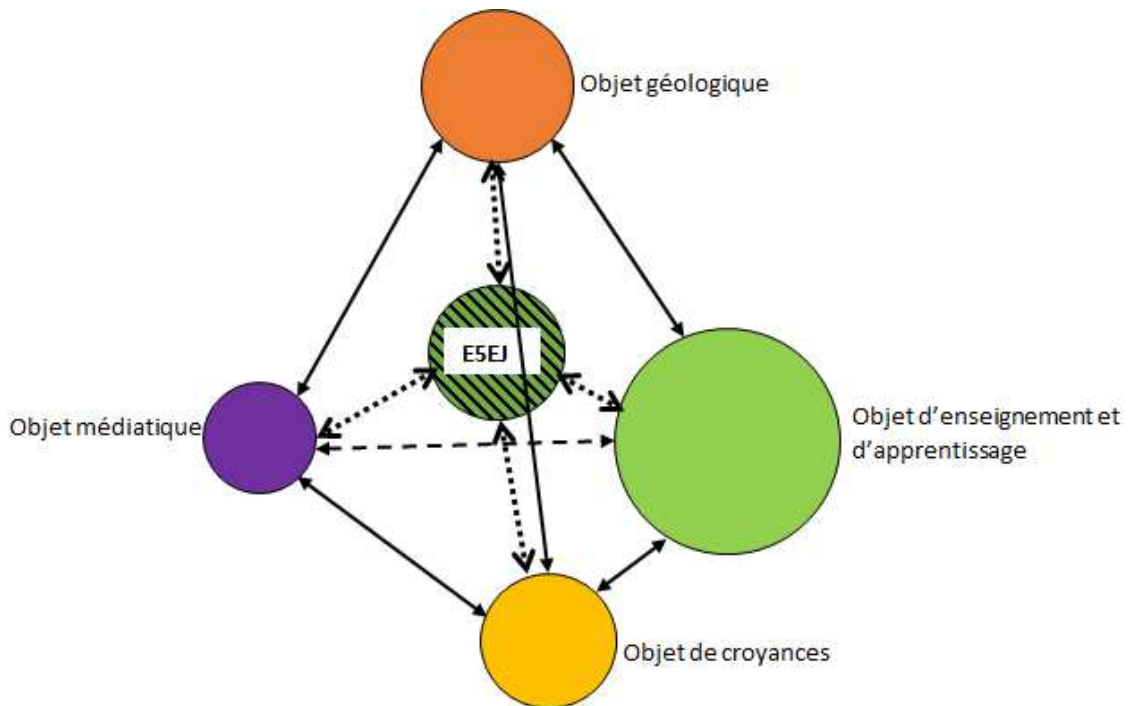 Objet géologique
E5EJ
Objet médiatique
Objet d'enseignement et
d'apprentissage
Objet de croyances